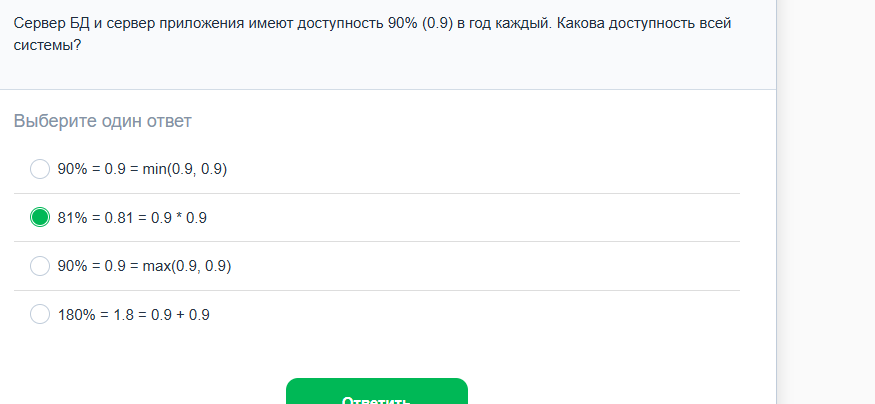 Сервер БД и сервер приложения имеют доступность 90% (0.9) в год каждый. Какова доступность всей
системы?
Выберите один ответ
90% = 0.9 = min(0.9, 0.9)
81% = 0.81 = 0.9 * 0.9
90% = 0.9 = max(0.9, 0.9)
180% = 1.8 = 0.9 + 0.9
Ответить